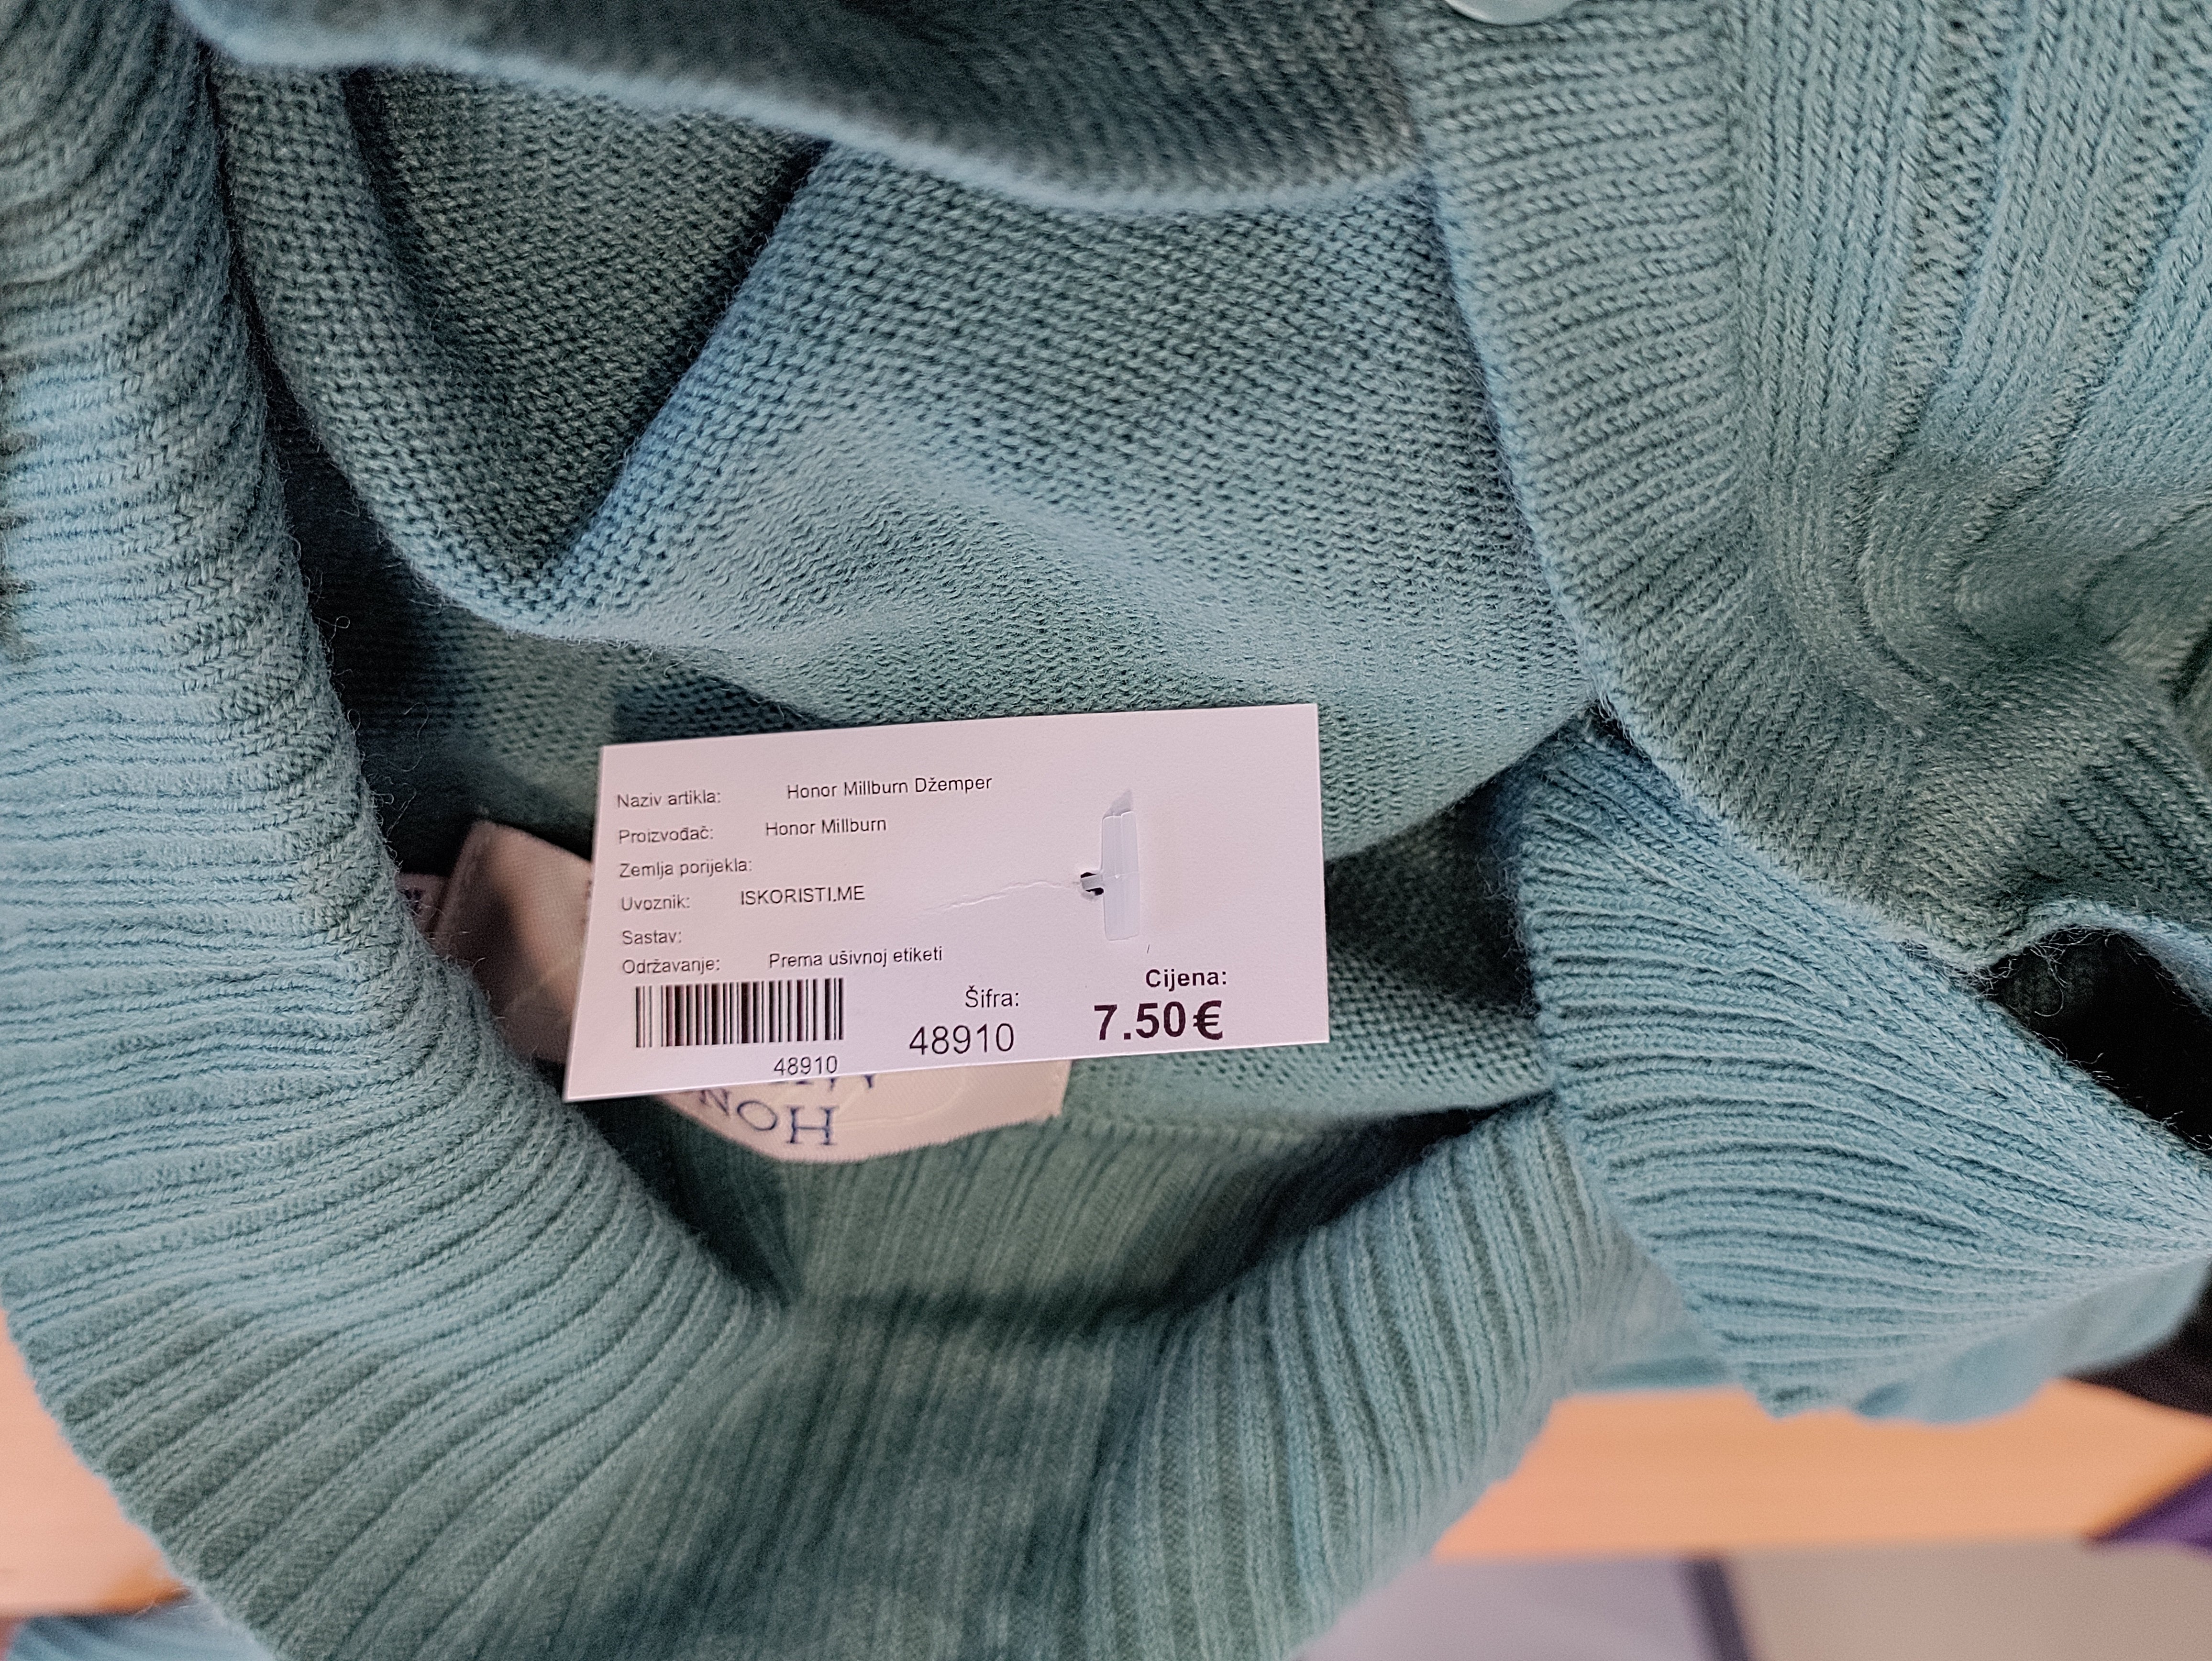 Naziv artikla: Honor Millburn Džemper
Proizvođač: Honor Millburn
Zemlja porijekla:
Uvoznik: ISKORISTI.ME
Sastav:
Održavanje: Prema ušivnoj etiketi
Šifra: Cijena:
48910 48910 7.50€
HON